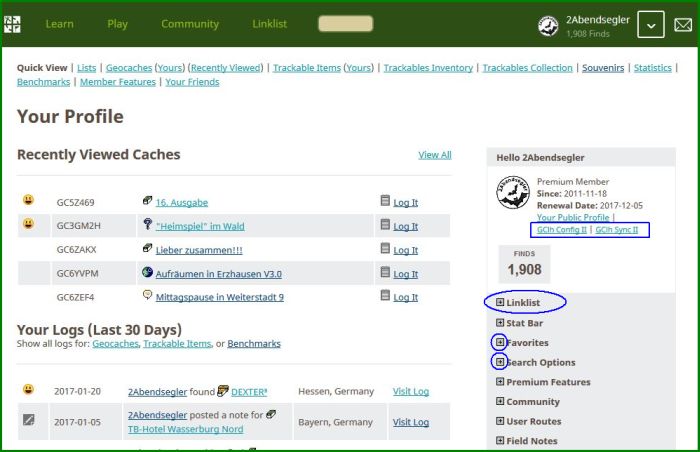 Learn Play Community Linklist
2Abendsegler
1,908 Finds
Quick View | Lists | Geocaches (Yours) (Recently Viewed) | Trackable Items (Yours) | Trackables Inventory | Trackables Collection | Souvenirs | Statistics |
Benchmarks | Member Features | Your Friends
Your Profile
Recently Viewed Caches
View All
GC5Z469 16. Ausgabe Log It
GC3GM2H "Heimspiel" im Wald Log It
GC6ZAKX Lieber zusammen!!! Log It
GC6YVPM Aufräumen in Erzhausen V3.0 Log It
GC6ZEF4 Mittagspause in Weiterstadt 9 Log It
Your Logs (Last 30 Days)
Show all logs for: Geocaches, Trackable Items, or Benchmarks
2017-01-20 2Abendsegler found DEXTER³ Hessen, Germany Visit Log
2017-01-05 2Abendsegler posted a note for Bayern, Germany Visit Log
TB-Hotel Wasserburg Nord
Hello 2Abendsegler
2Abendsegler
Premium Member
Since: 2011-11-18
Renewal Date: 2017-12-05
Your Public Profile |
GClh Config II | GClh Sync II
FINDS
1,908
Linklist
Stat Bar
Favorites
Search Options
Premium Features
Community
User Routes
Field Notes